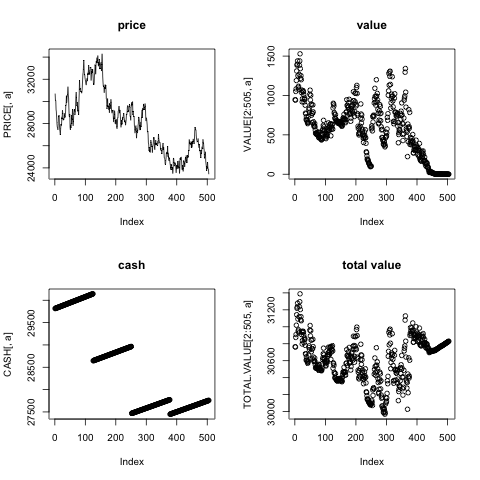 price
PRICE[, a]
24000 28000 32000
0 100 200 300 400 500
Index
value
VALUE[2:505, a]
0 500 1000 1500
0 100 200 300 400 500
Index
cash
CASH[, a]
27500 28500 29500
0 100 200 300 400 500
Index
total value
TOTAL.VALUE[2:505, a]
30000 30600 31200
0 100 200 300 400 500
Index